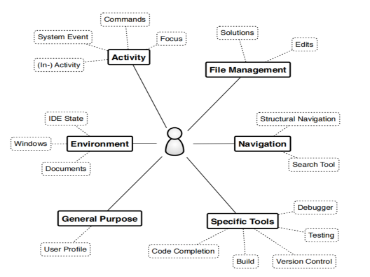 Commands
System Event
Focus
Activity
(In-) Activity
Solutions
Edits
File Management
IDE State
Windows
Environment
Documents
Structural Navigation
Navigation
Search Tool
General Purpose
User Profile
Specific Tools
Debugger
Testing
Code Completion
Build
Version Control